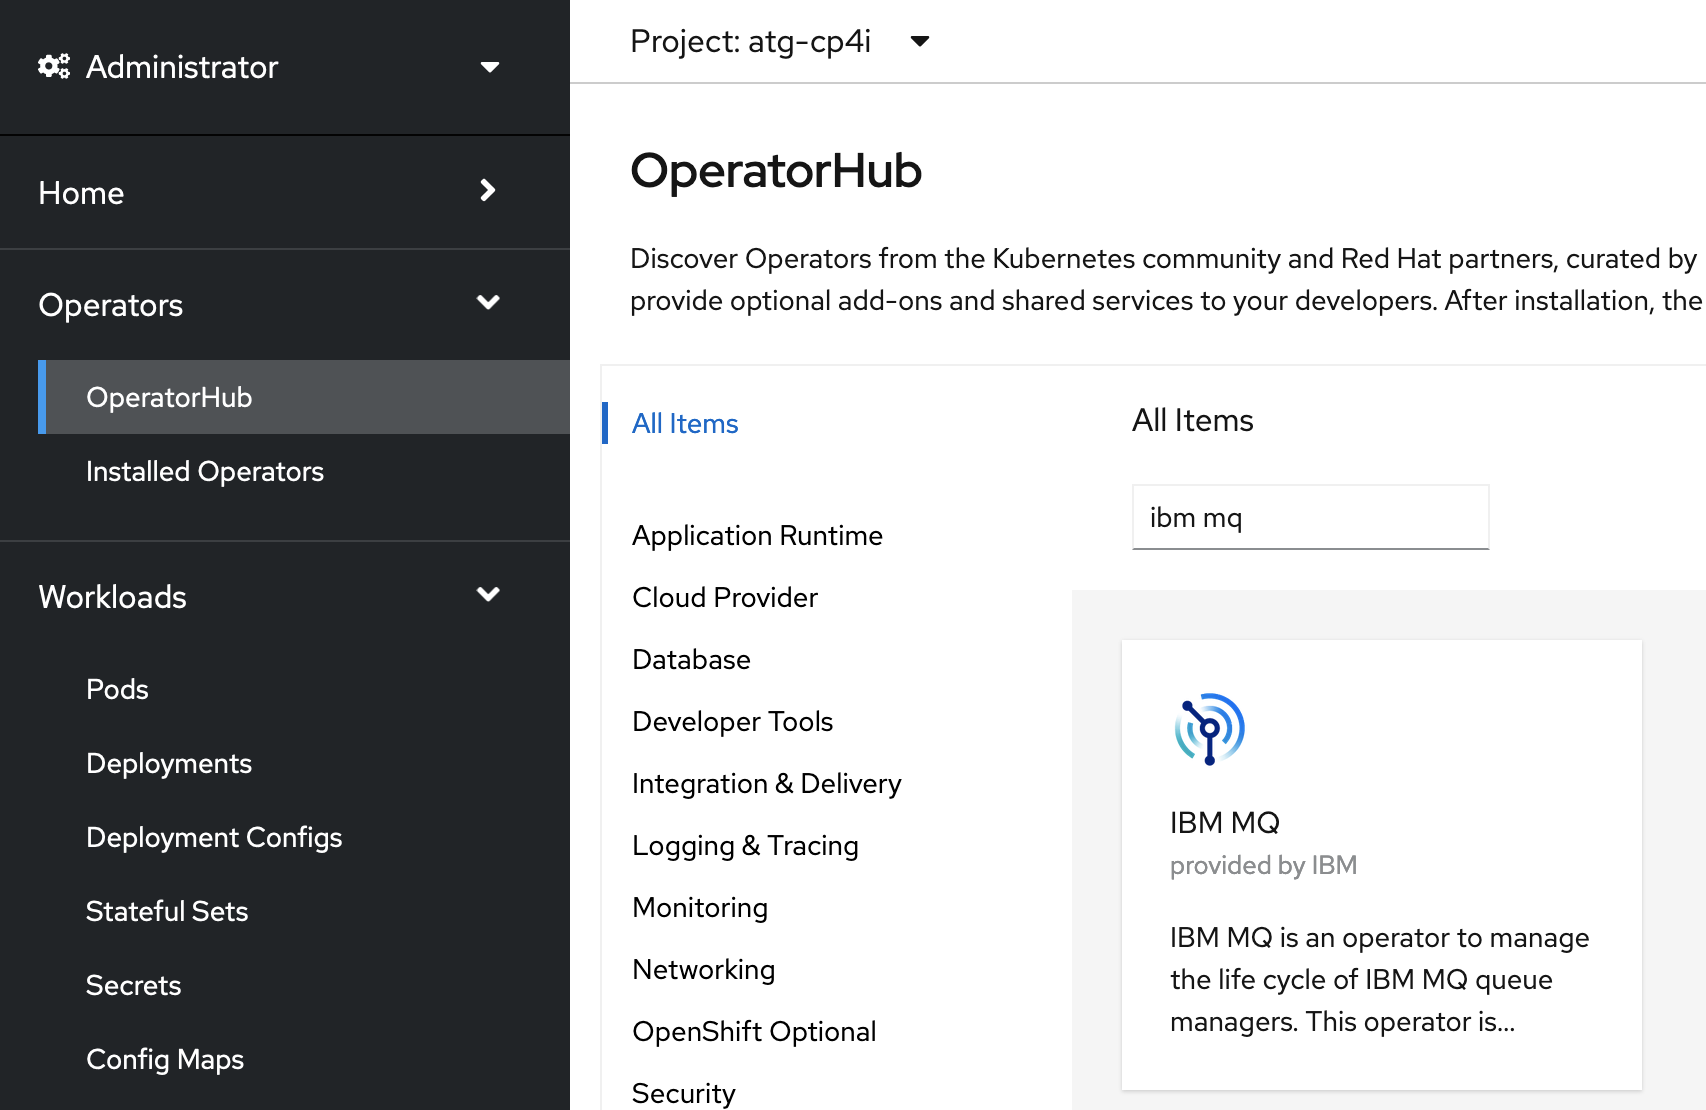 Administrator
Home
Operators
OperatorHub
Installed Operators
Workloads
Pods
Deployments
Deployment Configs
Stateful Sets
Secrets
Config Maps
Project: atg-cp4i
OperatorHub
Discover Operators from the Kubernetes community and Red Hat partners, curated by
provide optional add-ons and shared services to your developers. After installation, the
All Items
Application Runtime
Cloud Provider
Database
Developer Tools
Integration & Delivery
Logging & Tracing
Monitoring
Networking
OpenShift Optional
Security
All Items
ibm mq
IBM MQ
provided by IBM
IBM MQ is an operator to manage
the life cycle of IBM MQ queue
managers. This operator is...